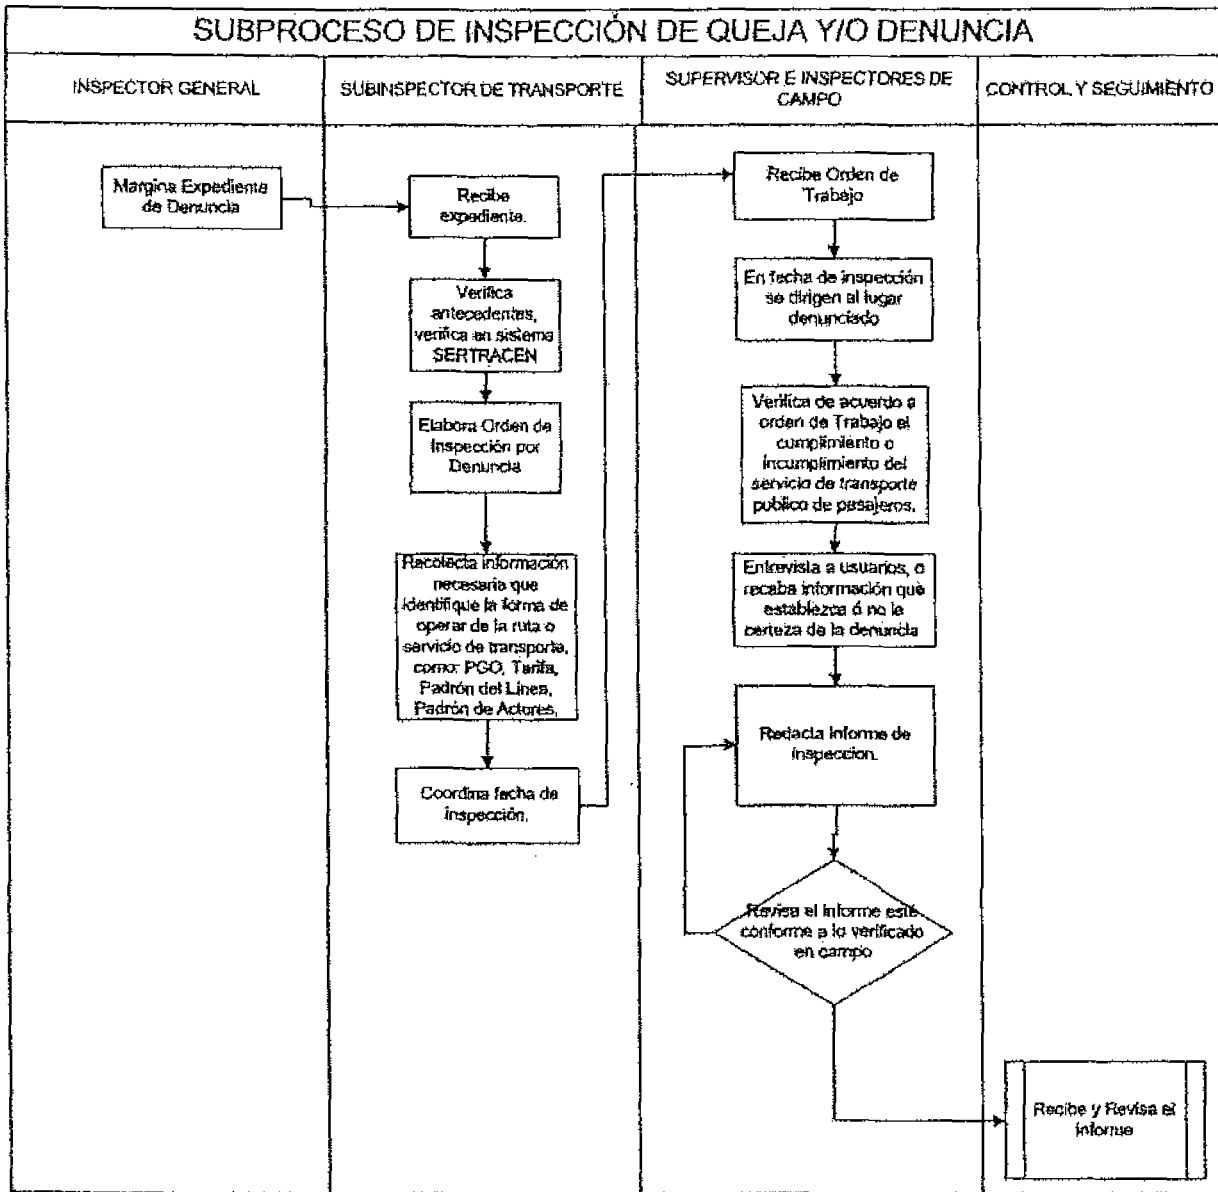 SUBPROCESO DE INSPECCIÓN DE QUEJA Y/O DENUNCIA
INSPECTOR GENERAL
SUBINSPECTOR DE TRANSPORTE
SUPERVISOR E INSPECTORES DE
CAMPO
CONTROL Y SEGUIMIENTO
Margina Expediente
de Denuncia
Recibe
expediente.
Verifica
antecedentes,
verifica en sistema
SERTRACEN
Elabora Orden de
Inspección por
Denuncia
Recolecta información
necesaria que
identifique la forma de
operar de la ruta o
servicio de transporte,
como: PGO, Tarifa,
Padrón del Línea,
Padrón de Actores.
Coordina fecha de
inspección.
Recibe Orden de
Trabajo
En fecha de inspección
se dirigen al lugar
denunciado
Verifica de acuerdo a
orden de Trabajo el
cumplimiento o
incumplimiento del
servicio de transporte
publico de pasajeros.
Entrevista a usuarios, o
recaba información que
establezca ó no la
certeza de la denuncia
Redacta informe de
inspeccion.
Revisa el informe esté
conforme a lo verificado
en campo
Recibe y Revisa el
informe